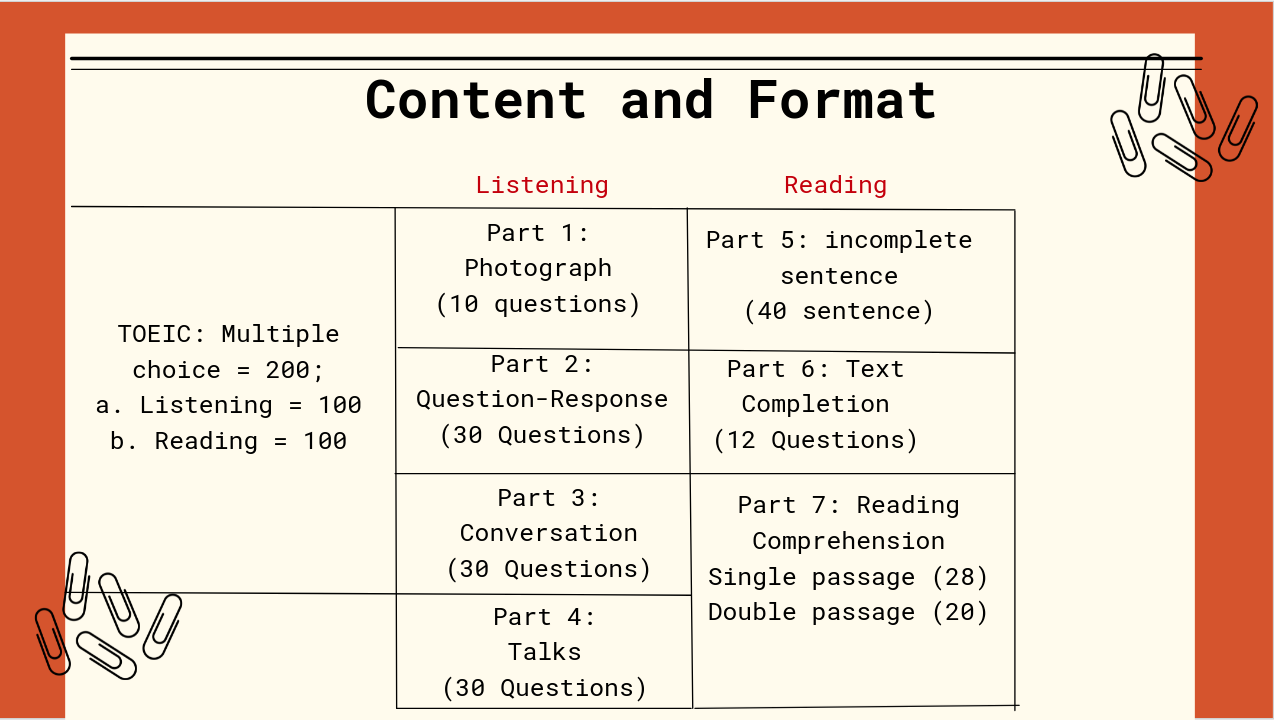 Content and Format
Listening
Reading
TOEIC: Multiple
choice = 200;
a. Listening = 100
b. Reading = 100
Part 1:
Photograph
(10 questions)
Part 5: incomplete
sentence
(40 sentence)
Part 2:
Question-Response
(30 Questions)
Part 6: Text
Completion
(12 Questions)
Part 3:
Conversation
(30 Questions)
Part 7: Reading
Comprehension
Single passage (28)
Double passage (20)
Part 4:
Talks
(30 Questions)